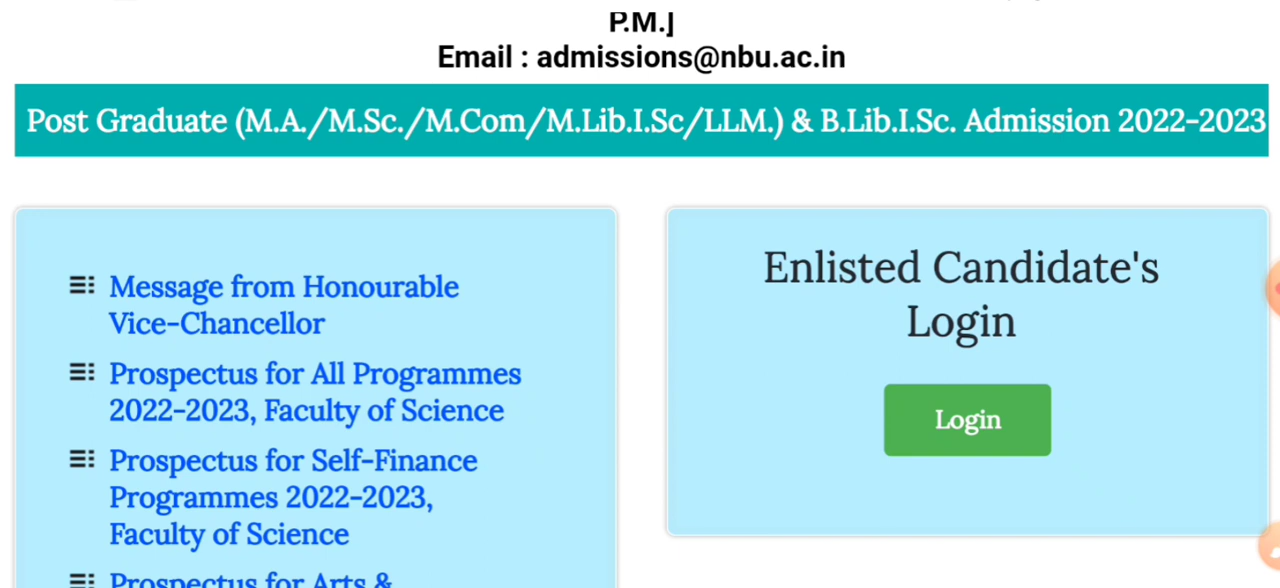 P.M.]
Email : admissions@nbu.ac.in
Post Graduate (M.A./M.Sc./M.Com/M.Lib.I.Sc/LLM.) & B.Lib.I.Sc. Admission 2022-2023
Message from Honourable
Vice-Chancellor
Prospectus for All Programmes
2022-2023, Faculty of Science
Prospectus for Self-Finance
Programmes 2022-2023,
Faculty of Science
Prospectus for Arts &
Enlisted Candidate's
Login
Login